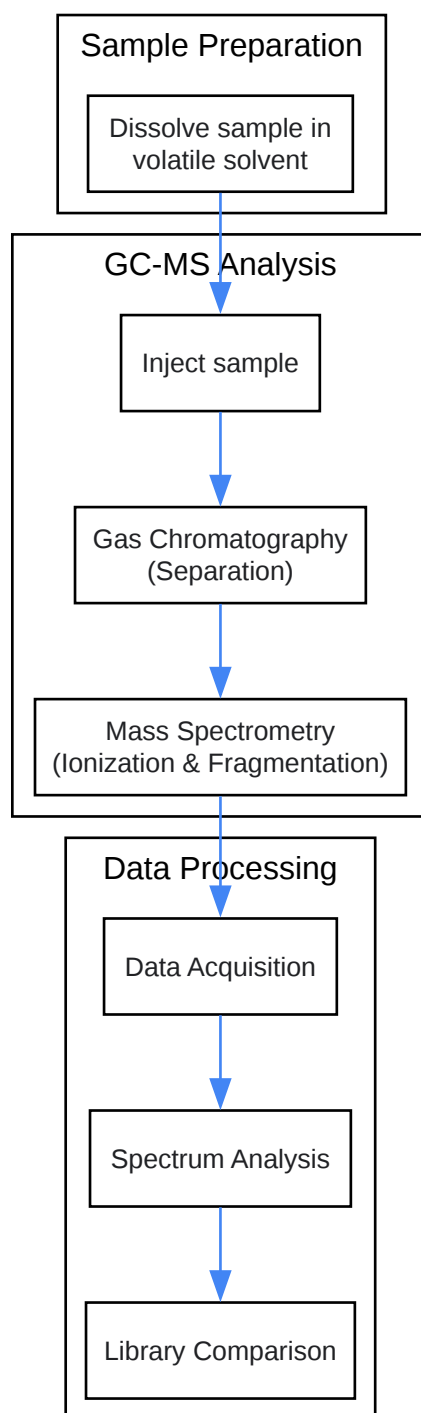 Sample Preparation
Dissolve sample in
volatile solvent
GC-MS Analysis
Inject sample
Gas Chromatography
(Separation)
Mass Spectrometry
(Ionization & Fragmentation)
Data Processing
Data Acquisition
Spectrum Analysis
Library Comparison